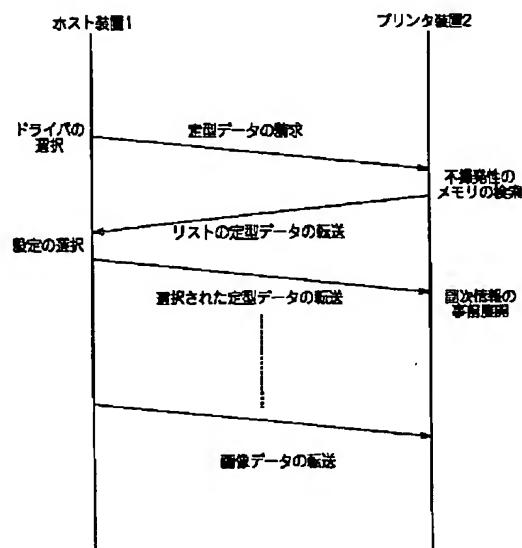 ホスト装置1
プリンタ装置2
ドライバの
選択
定型データの請求
不揮発性の
メモリの検索
リストの定型データの転送
設定の選択
選択された定型データの転送
副次情報の
事前展開
画像データの転送